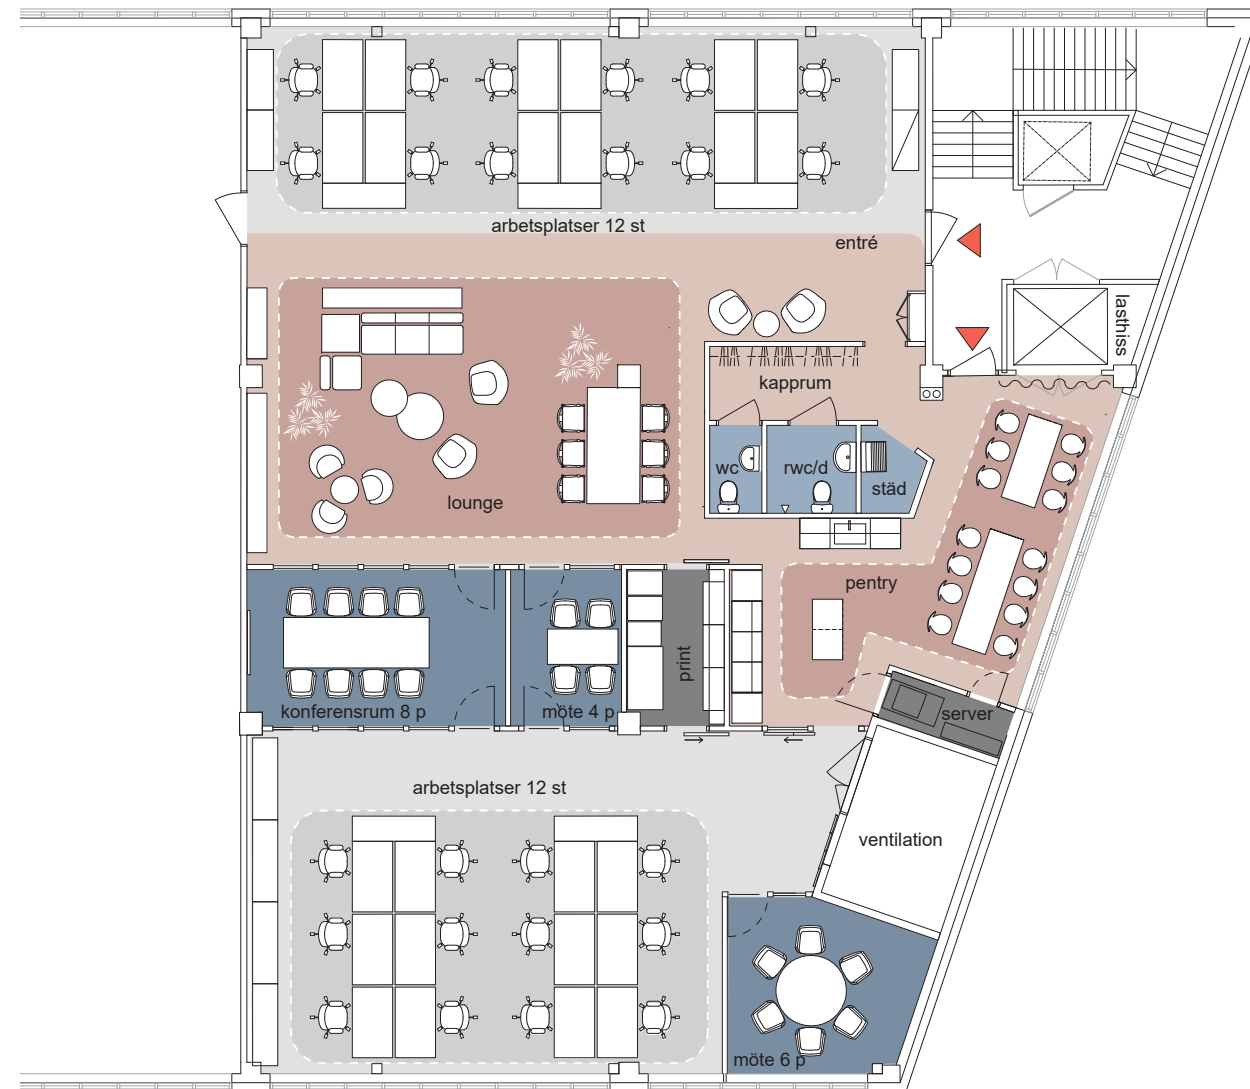 arbetsplatser 12 st
entré
lasthiss
kapprum
wc
rwc/d
städ
lounge
pentry
print
konferensrum 8 p
möte 4 p
server
arbetsplatser 12 st
ventilation
möte 6 p